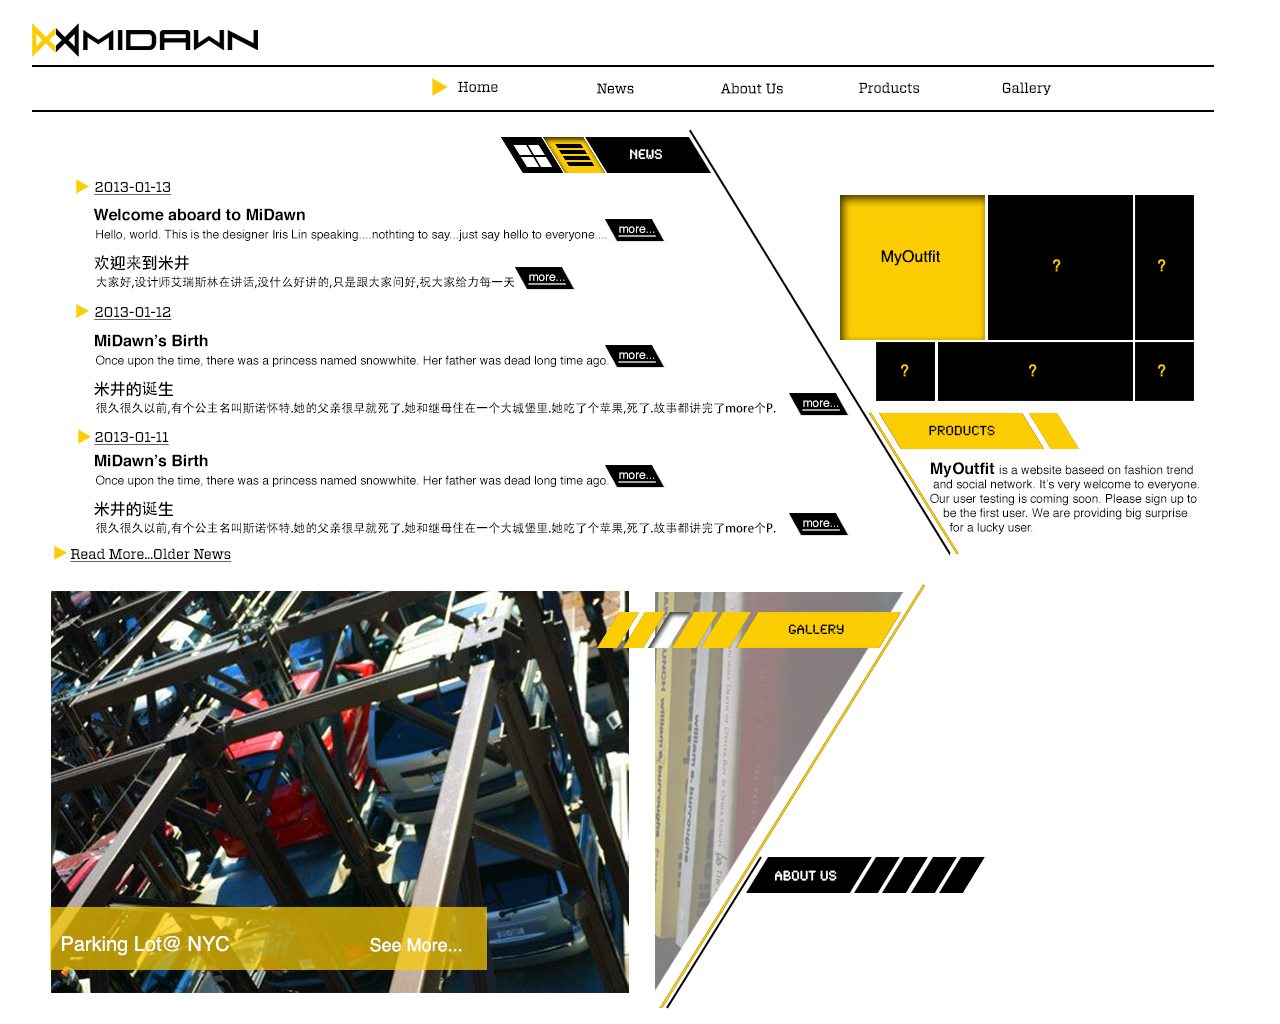 MIDAWN
Home News About Us Products Gallery
NEWS
2013-01-13
Welcome aboard to MiDawn
Hello, world. This is the designer Iris Lin speaking....nothting to say...just say hello to everyone.... more...
欢迎来到米井
大家好,设计师艾瑞斯林在讲话,没什么好讲的,只是跟大家问好,祝大家给力每一天 more...
2013-01-12
MiDawn's Birth
Once upon the time, there was a princess named snowwhite. Her father was dead long time ago. more...
米井的诞生
很久很久以前,有个公主名叫斯诺怀特.她的父亲很早就死了.她和继母住在一个大城堡里.她吃了个苹果,死了.故事都讲完了more个P. more...
2013-01-11
MiDawn's Birth
Once upon the time, there was a princess named snowwhite. Her father was dead long time ago. more...
米井的诞生
很久很久以前,有个公主名叫斯诺怀特.她的父亲很早就死了.她和继母住在一个大城堡里.她吃了个苹果,死了.故事都讲完了more个P. more...
Read More...Older News
MyOutfit ? ?
? ? ?
PRODUCTS
MyOutfit is a website baseed on fashion trend
and social network. It's very welcome to everyone.
Our user testing is coming soon. Please sign up to
be the first user. We are providing big surprise
for a lucky user.
GALLERY
william s. burroughs
william s. burroughs
Parking Lot@ NYC See More...
ABOUT US